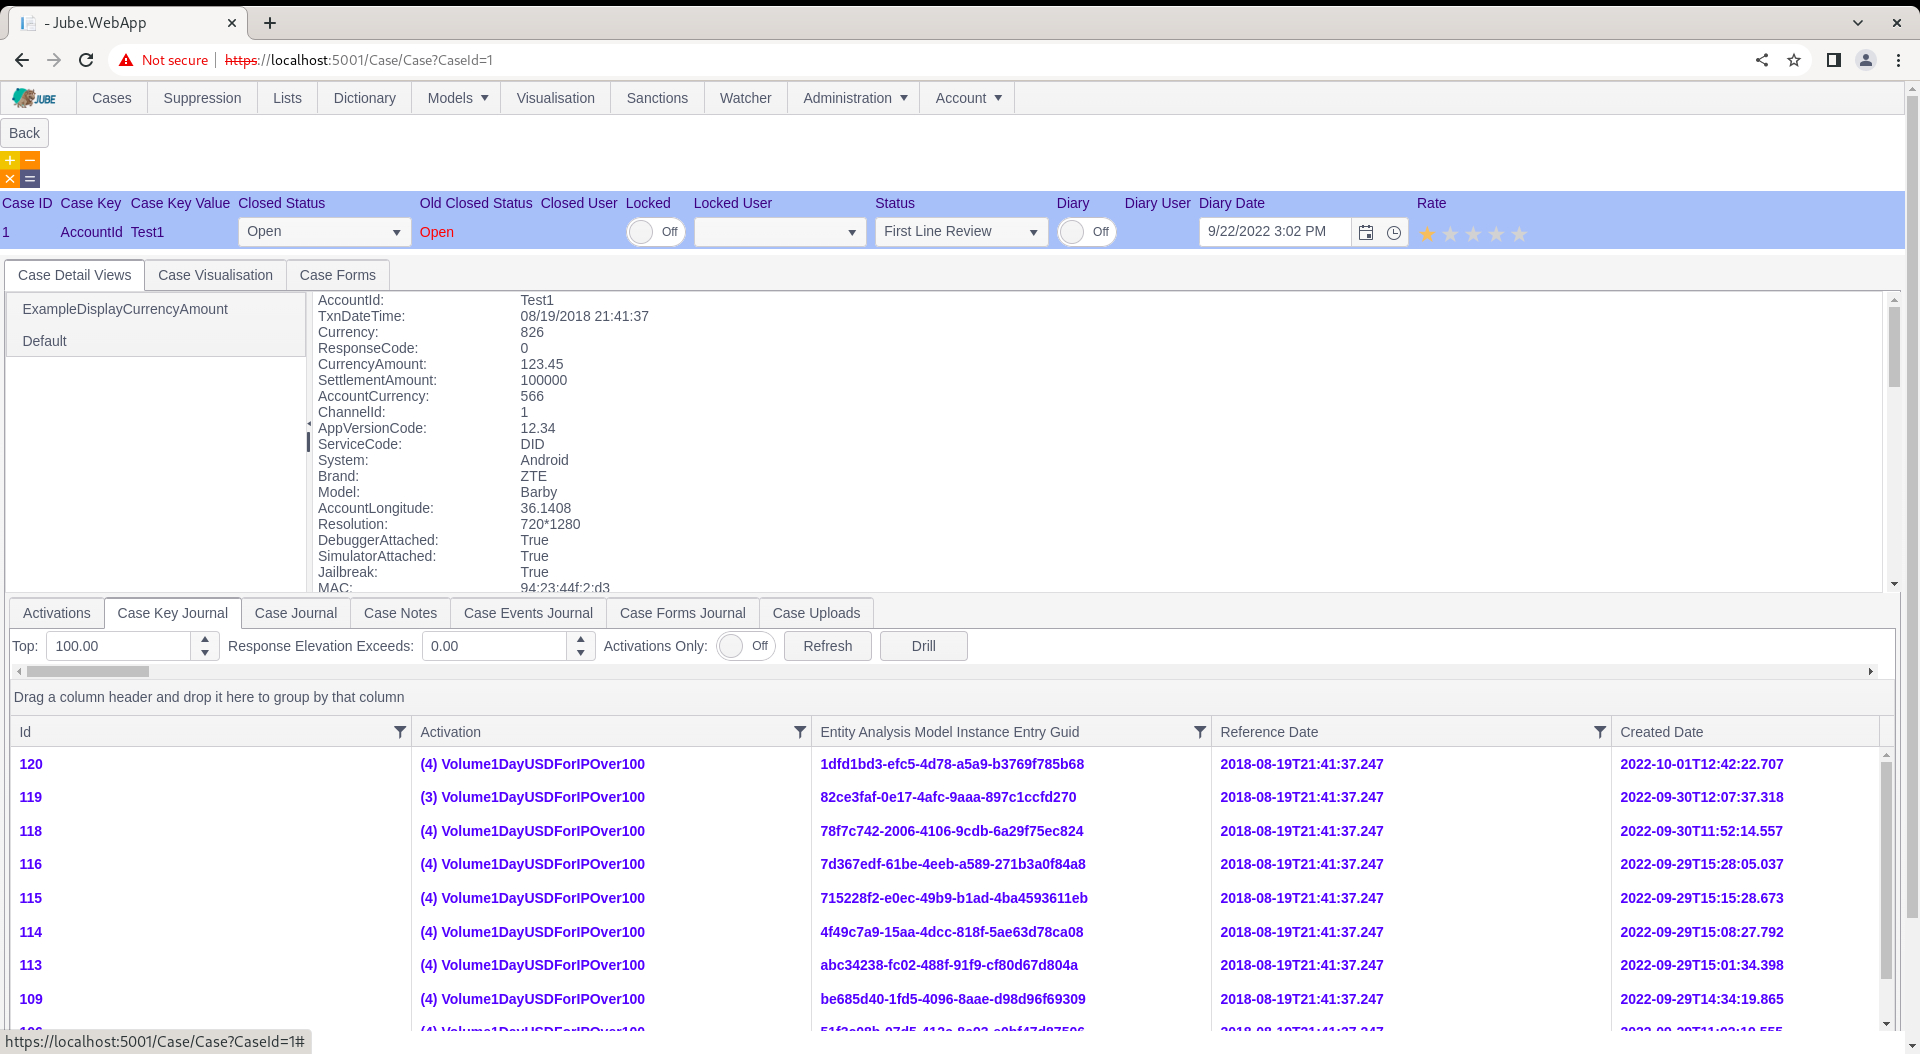 - Jube.WebApp
Not secure https://localhost:5001/Case/Case?CaseId=1
JUBE Cases Suppression Lists Dictionary Models Visualisation Sanctions Watcher Administration Account
Back
Case ID Case Key Case Key Value Closed Status Old Closed Status Closed User Locked Locked User Status Diary Diary User Diary Date Rate
1 AccountId Test1 Open Open Off First Line Review Off 9/22/2022 3:02 PM
Case Detail Views Case Visualisation Case Forms
ExampleDisplayCurrencyAmount
Default
AccountId: Test1
TxnDateTime: 08/19/2018 21:41:37
Currency: 826
ResponseCode: 0
CurrencyAmount: 123.45
SettlementAmount: 100000
AccountCurrency: 566
ChannelId: 1
AppVersionCode: 12.34
ServiceCode: DID
System: Android
Brand: ZTE
Model: Barby
AccountLongitude: 36.1408
Resolution: 720*1280
DebuggerAttached: True
SimulatorAttached: True
Jailbreak: True
MAC: 94:23:44f:2:d3
Activations Case Key Journal Case Journal Case Notes Case Events Journal Case Forms Journal Case Uploads
Top: 100.00 Response Elevation Exceeds: 0.00 Activations Only: Off Refresh Drill
Drag a column header and drop it here to group by that column
Id Activation Entity Analysis Model Instance Entry Guid Reference Date Created Date
120 (4) Volume1DayUSDForIPOver100 1dfd1bd3-efc5-4d78-a5a9-b3769f785b68 2018-08-19T21:41:37.247 2022-10-01T12:42:22.707
119 (3) Volume1DayUSDForIPOver100 82ce3faf-0e17-4afc-9aaa-897c1ccfd270 2018-08-19T21:41:37.247 2022-09-30T12:07:37.318
118 (4) Volume1DayUSDForIPOver100 78f7c742-2006-4106-9cdb-6a29f75ec824 2018-08-19T21:41:37.247 2022-09-30T11:52:14.557
116 (4) Volume1DayUSDForIPOver100 7d367edf-61be-4eeb-a589-271b3a0f84a8 2018-08-19T21:41:37.247 2022-09-29T15:28:05.037
115 (4) Volume1DayUSDForIPOver100 715228f2-e0ec-49b9-b1ad-4ba4593611eb 2018-08-19T21:41:37.247 2022-09-29T15:15:28.673
114 (4) Volume1DayUSDForIPOver100 4f49c7a9-15aa-4dcc-818f-5ae63d78ca08 2018-08-19T21:41:37.247 2022-09-29T15:08:27.792
113 (4) Volume1DayUSDForIPOver100 abc34238-fc02-488f-91f9-cf80d67d804a 2018-08-19T21:41:37.247 2022-09-29T15:01:34.398
109 (4) Volume1DayUSDForIPOver100 be685d40-1fd5-4096-8aae-d98d96f69309 2018-08-19T21:41:37.247 2022-09-29T14:34:19.865
(4) Volume1DayUSDForIPOver100 2018-08-19T21:41:37.247
https://localhost:5001/Case/Case?CaseId=1#